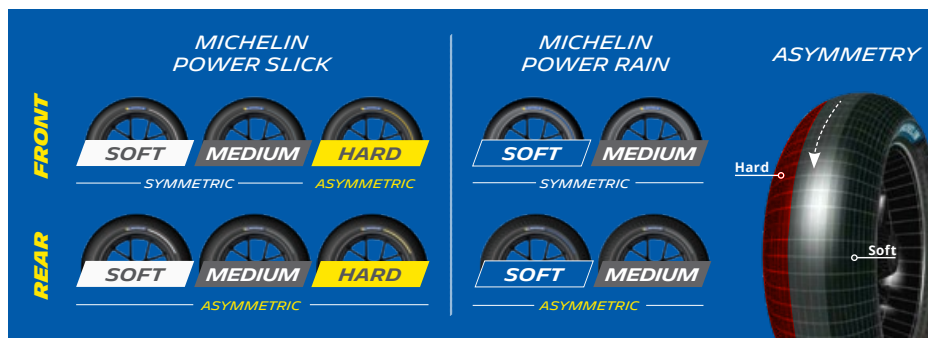 MICHELIN
POWER SLICK
MICHELIN
POWER RAIN
ASYMMETRY
FRONT
SOFT MEDIUM HARD
SYMMETRIC ASYMMETRIC
SOFT MEDIUM
SYMMETRIC
Hard
Soft
REAR
SOFT MEDIUM HARD
ASYMMETRIC
SOFT MEDIUM
ASYMMETRIC